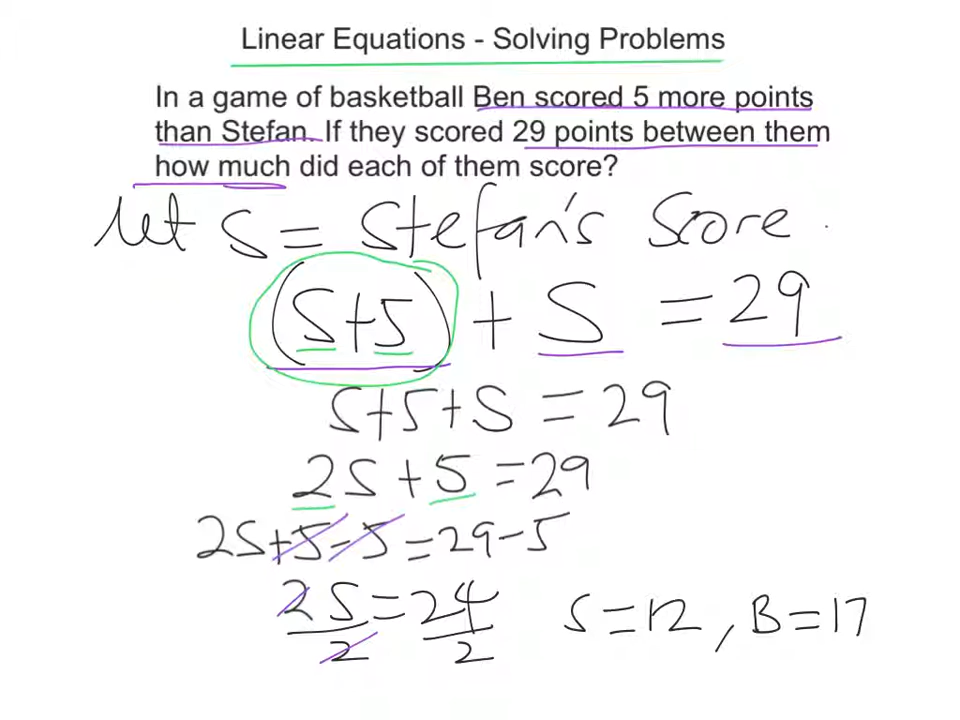 Linear Equations - Solving Problems
In a game of basketball Ben scored 5 more points
than Stefan. If they scored 29 points between them
how much did each of them score?
Let S = Stefan's Score.
(S+5) + S = 29
S+5+S = 29
2S + 5 = 29
2S+5-5=29-5
2S/2 = 24/2 S=12, B=17